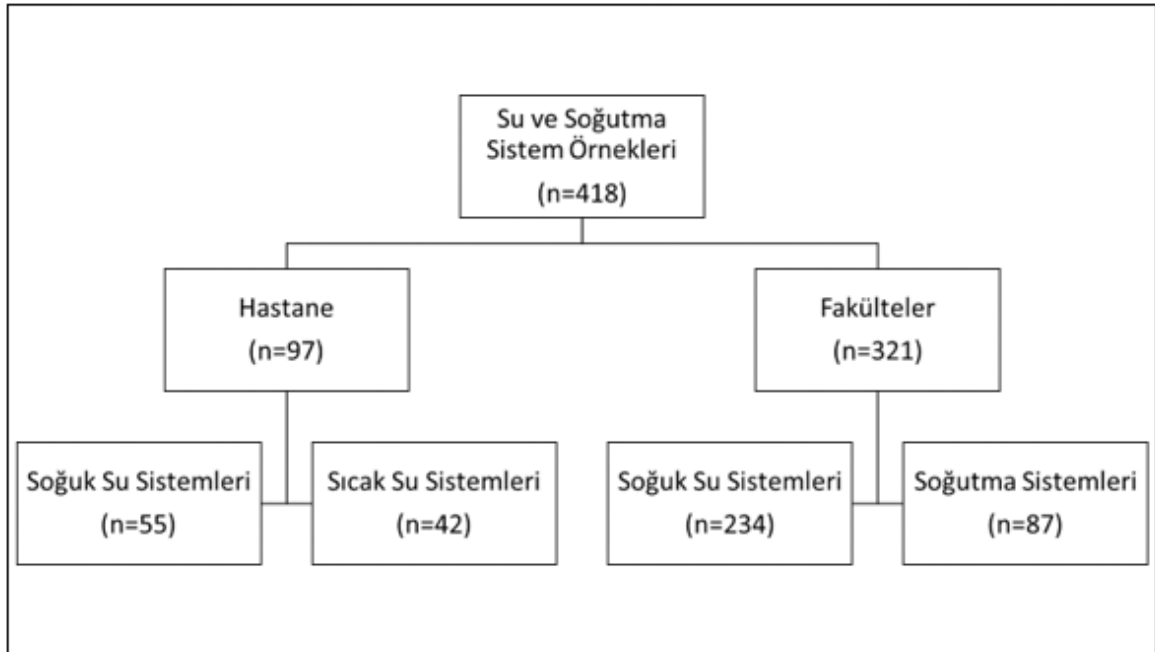 Su ve Soğutma
Sistem Örnekleri
(n=418)
Hastane
(n=97)
Fakülteler
(n=321)
Soğuk Su Sistemleri
(n=55)
Sıcak Su Sistemleri
(n=42)
Soğuk Su Sistemleri
(n=234)
Soğutma Sistemleri
(n=87)